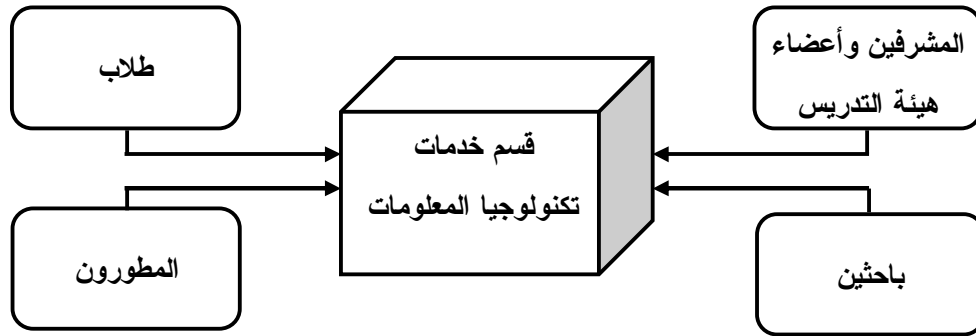 المشرفين وأعضاء
هيئة التدريس
طلاب
قسم خدمات
تكنولوجيا المعلومات
باحثين
المطورون